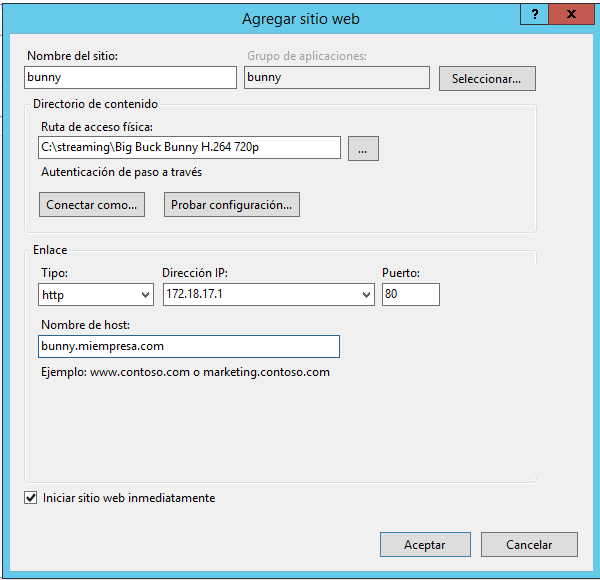 Agregar sitio web
? X
Nombre del sitio: Grupo de aplicaciones:
bunny bunny Seleccionar...
Directorio de contenido
Ruta de acceso física:
C:\streaming\Big Buck Bunny H.264 720p ...
Autenticación de paso a través
Conectar como... Probar configuración...
Enlace
Tipo: Dirección IP: Puerto:
http 172.18.17.1 80
Nombre de host:
bunny.miempresa.com
Ejemplo: www.contoso.com o marketing.contoso.com
Iniciar sitio web inmediatamente
Aceptar Cancelar